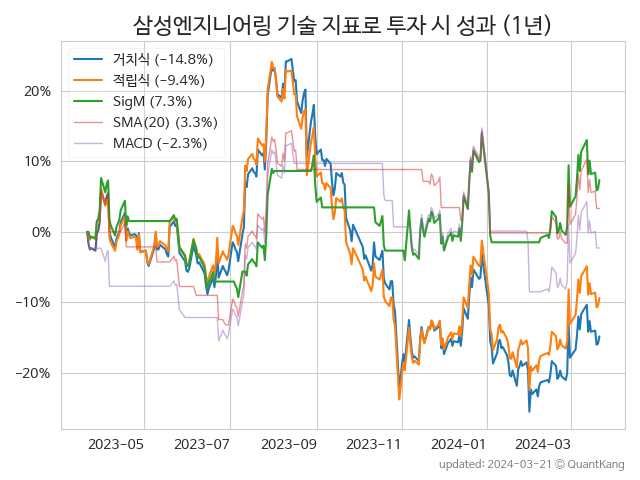 삼성엔지니어링 기술 지표로 투자 시 성과 (1년)
거치식 (−14.8%)
적립식 (−9.4%)
SigM (7.3%)
SMA(20) (3.3%)
MACD (−2.3%)
20%
10%
0%
−10%
−20%
2023-05 2023-07 2023-09 2023-11 2024-01 2024-03
updated: 2024-03-21 © QuantKang